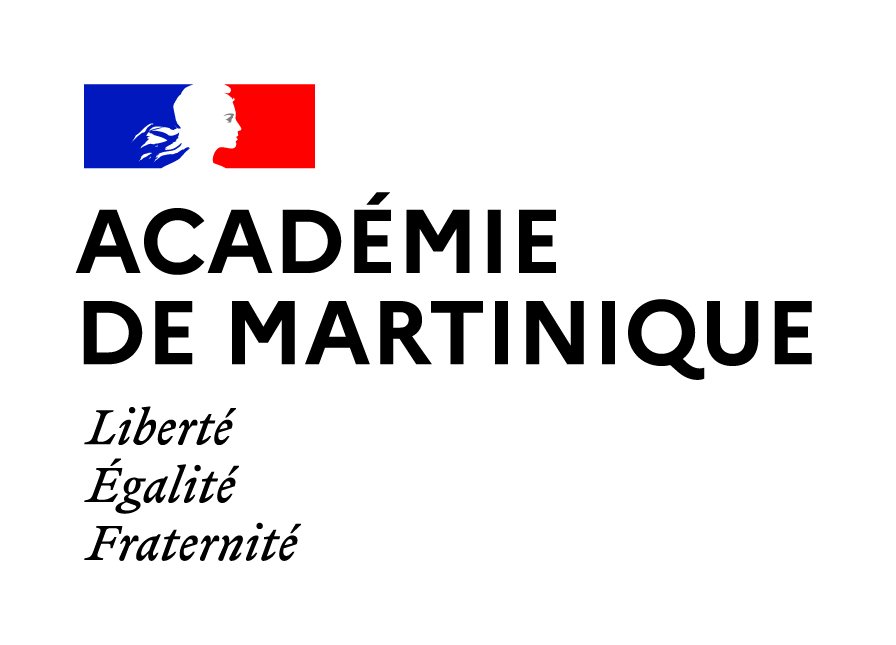 ACADÉMIE
DE MARTINIQUE
Liberté
Égalité
Fraternité